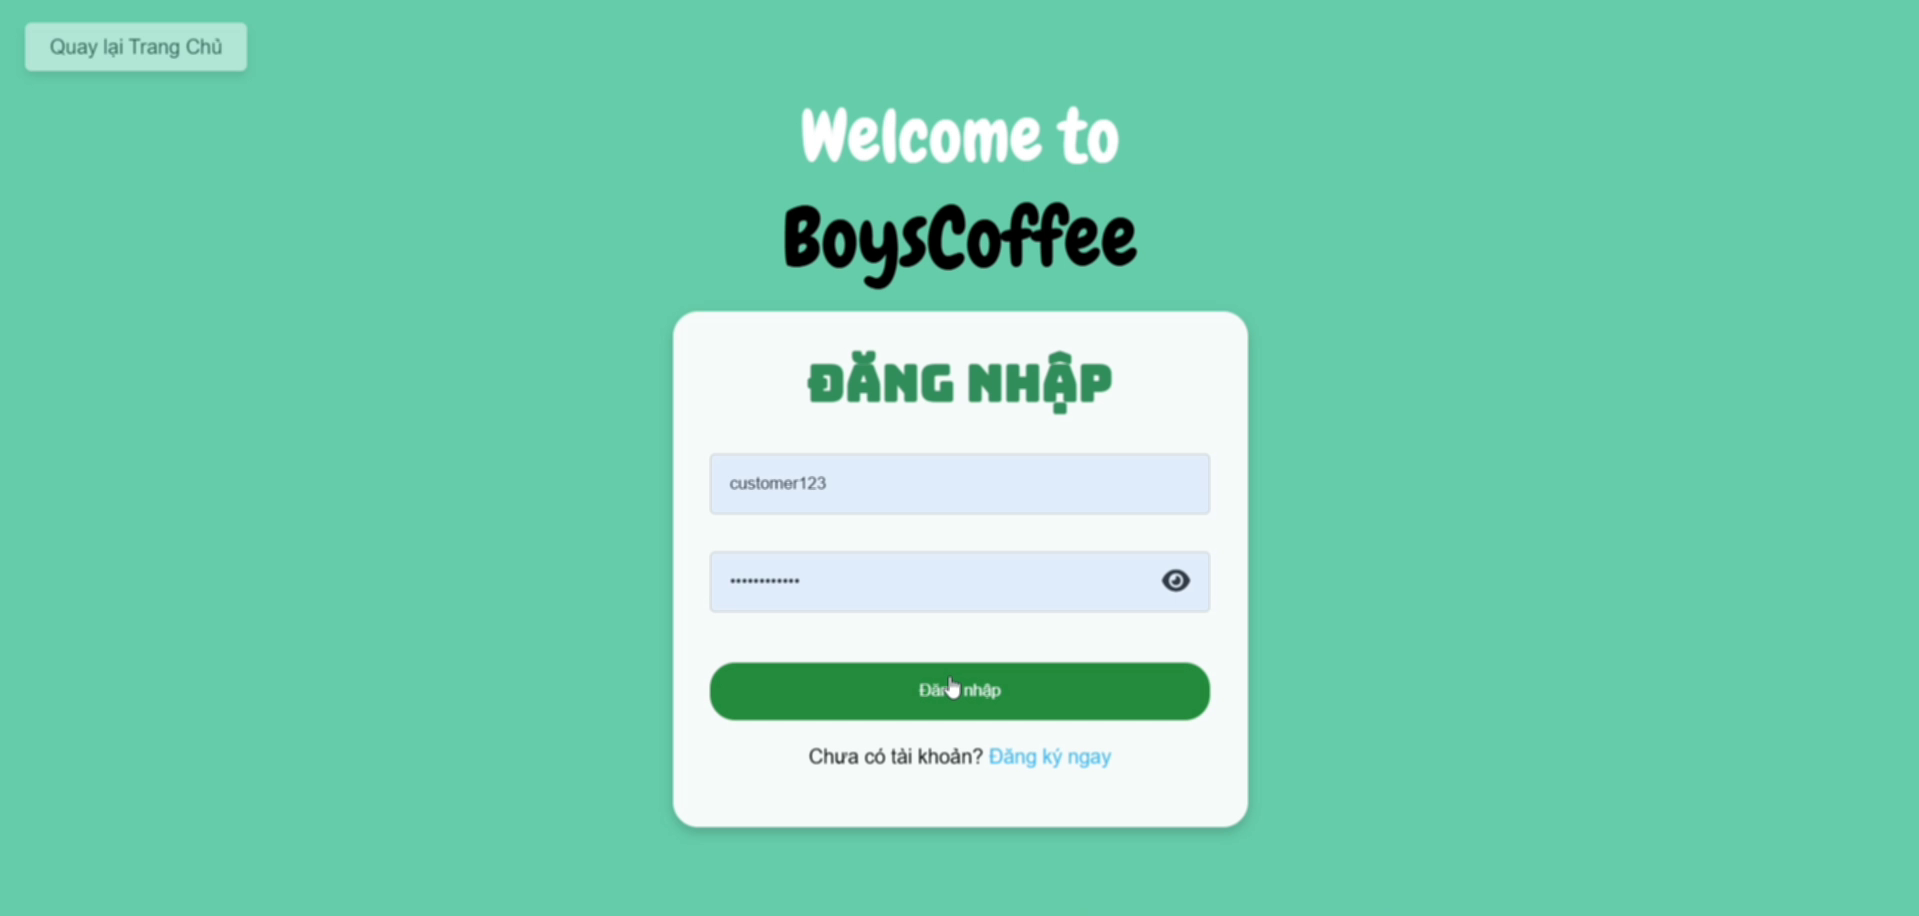 Quay lại Trang Chủ
Welcome to
BoysCoffee
ĐĂNG NHẬP
customer123
••••••••••••
Đăng nhập
Chưa có tài khoản? Đăng ký ngay